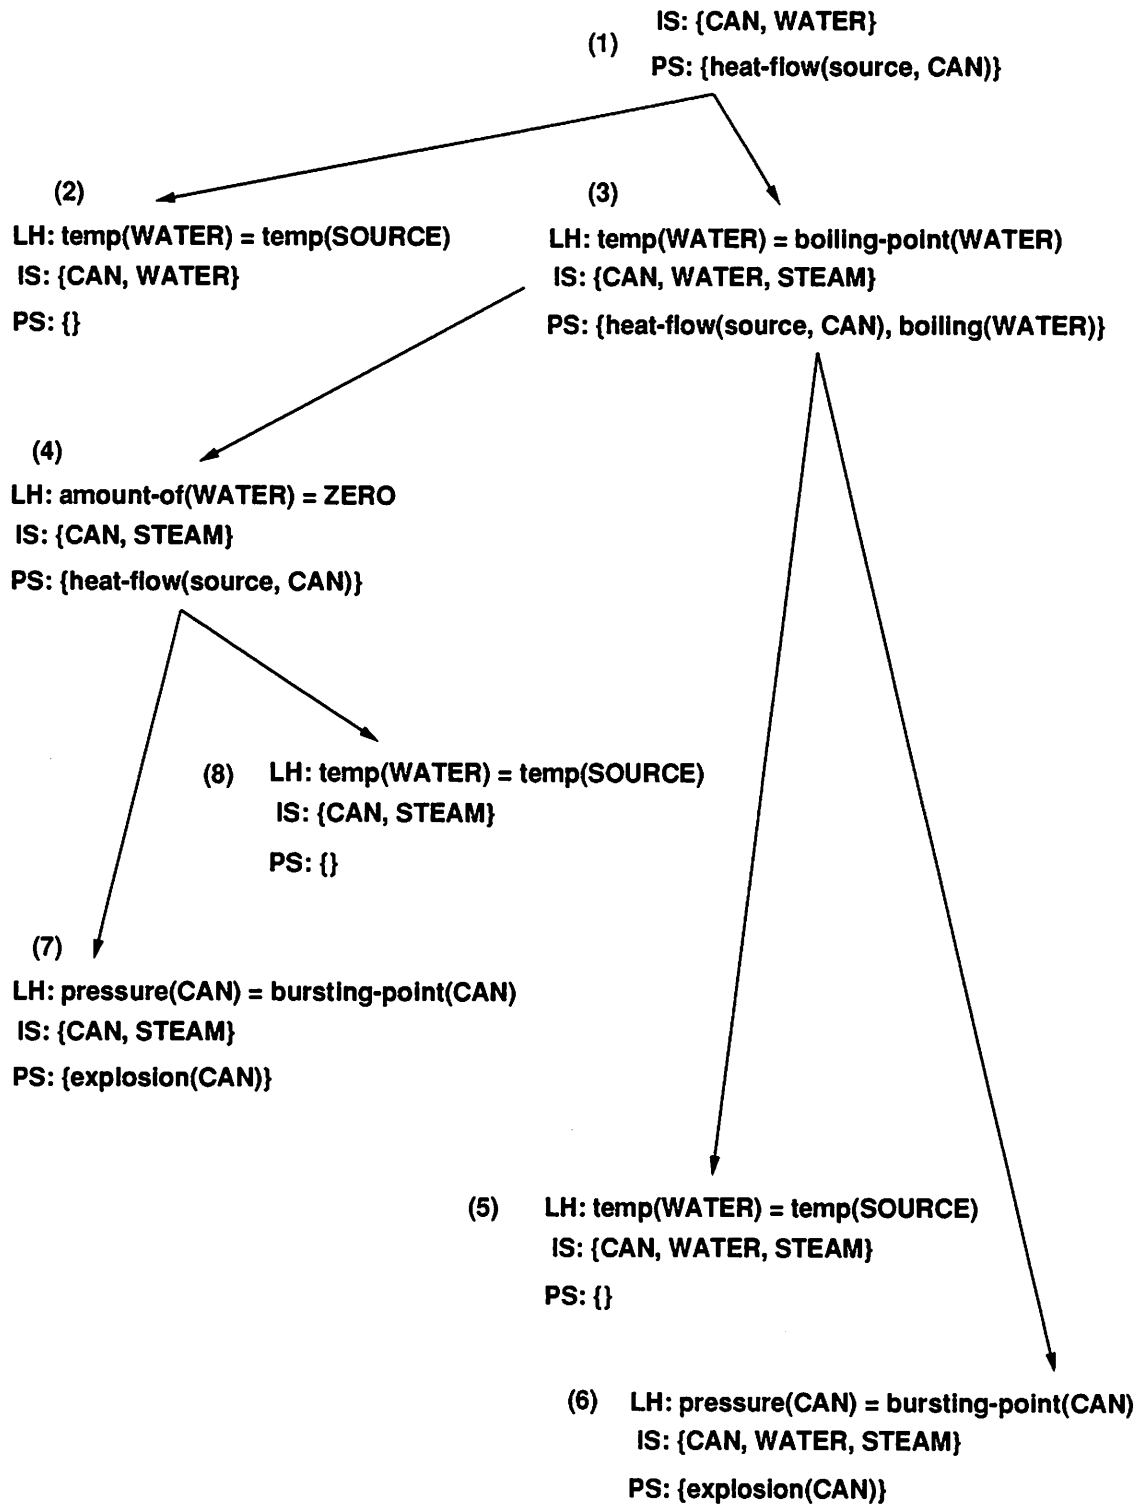 IS: {CAN, WATER}
(1)
PS: {heat-flow(source, CAN)}
(2)
LH: temp(WATER) = temp(SOURCE)
IS: {CAN, WATER}
PS: {}
(3)
LH: temp(WATER) = boiling-point(WATER)
IS: {CAN, WATER, STEAM}
PS: {heat-flow(source, CAN), boiling(WATER)}
(4)
LH: amount-of(WATER) = ZERO
IS: {CAN, STEAM}
PS: {heat-flow(source, CAN)}
(8) LH: temp(WATER) = temp(SOURCE)
IS: {CAN, STEAM}
PS: {}
(7)
LH: pressure(CAN) = bursting-point(CAN)
IS: {CAN, STEAM}
PS: {explosion(CAN)}
(5) LH: temp(WATER) = temp(SOURCE)
IS: {CAN, WATER, STEAM}
PS: {}
(6) LH: pressure(CAN) = bursting-point(CAN)
IS: {CAN, WATER, STEAM}
PS: {explosion(CAN)}